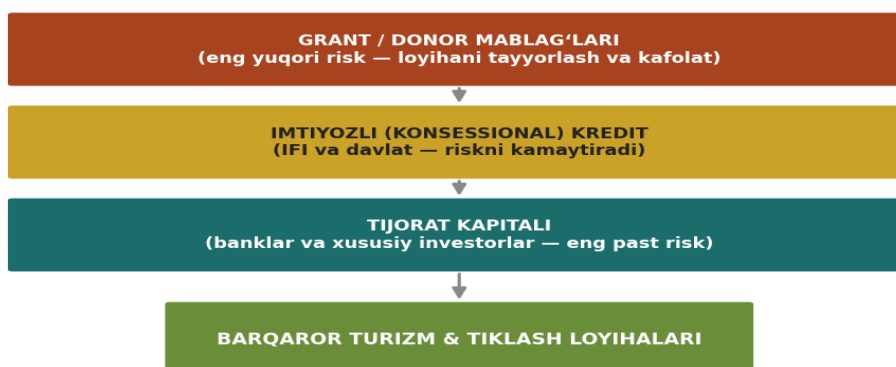 GRANT / DONOR MABLAG‘LARI
(eng yuqori risk — loyihani tayyorlash va kafolat)
IMTIYOZLI (KONSESSIONAL) KREDIT
(IFI va davlat — riskni kamaytiradi)
TIJORAT KAPITALI
(banklar va xususiy investorlar — eng past risk)
BARQAROR TURIZM & TIKLASH LOYIHALARI